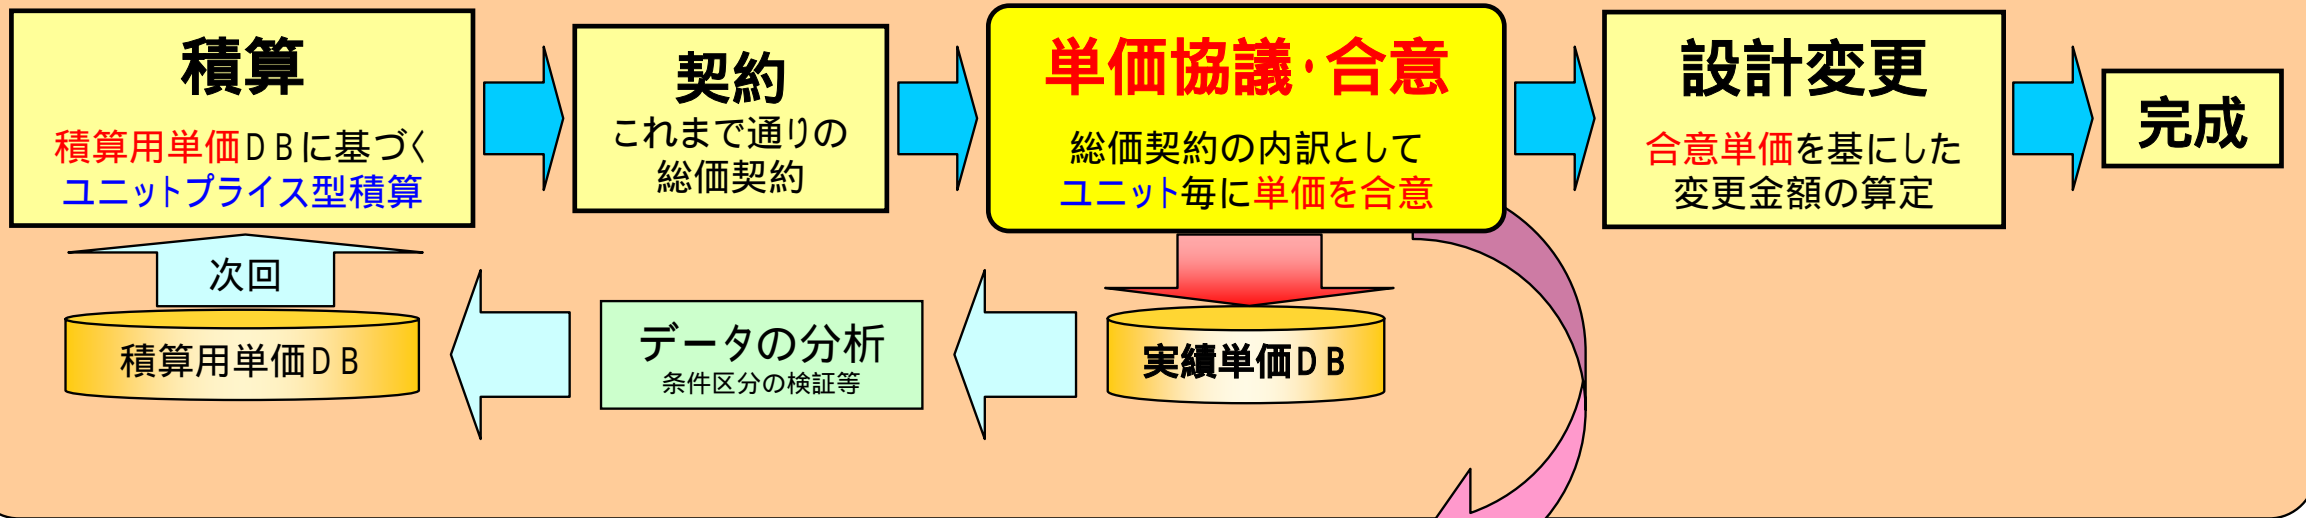 積算
積算用単価DBに基づく
ユニットプライス型積算
契約
これまで通りの
総価契約
単価協議・合意
総価契約の内訳として
ユニット毎に単価を合意
設計変更
合意単価を基にした
変更金額の算定
完成
次回
積算用単価DB
データの分析
条件区分の検証等
実績単価DB